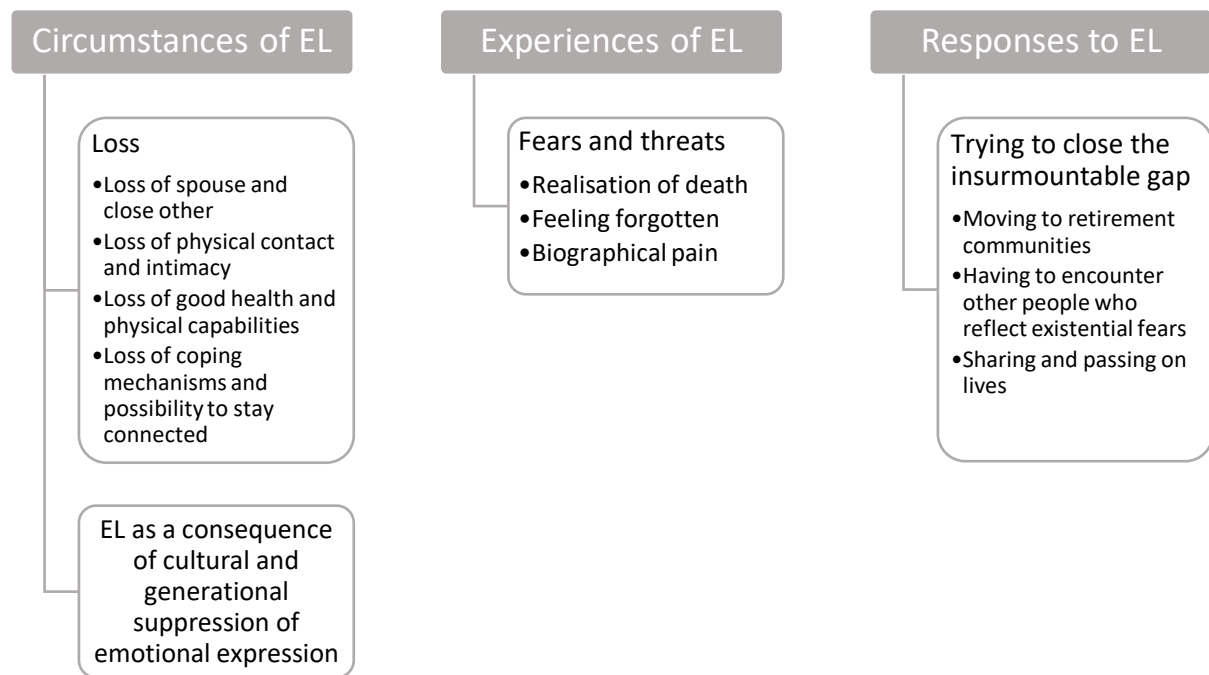 Circumstances of EL
Loss
•Loss of spouse and
close other
•Loss of physical contact
and intimacy
•Loss of good health and
physical capabilities
•Loss of coping
mechanisms and
possibility to stay
connected
EL as a consequence
of cultural and
generational
suppression of
emotional expression
Experiences of EL
Fears and threats
•Realisation of death
•Feeling forgotten
•Biographical pain
Responses to EL
Trying to close the
insurmountable gap
•Moving to retirement
communities
•Having to encounter
other people who
reflect existential fears
•Sharing and passing on
lives